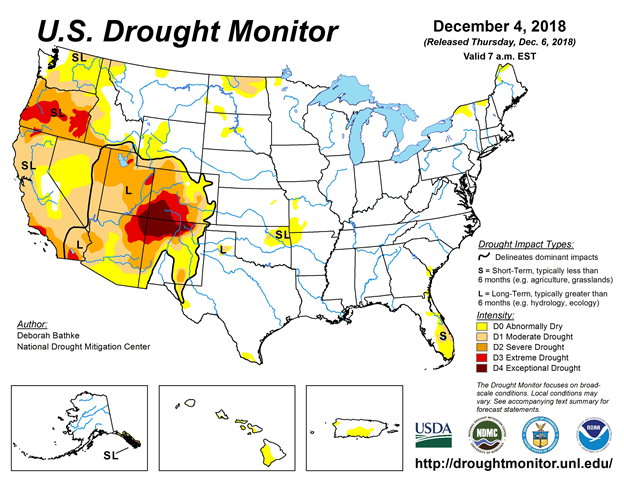 U.S. Drought Monitor
December 4, 2018
(Released Thursday, Dec. 6, 2018)
Valid 7 a.m. EST
SL
SL
SL
L
L
L
SL
S
Drought Impact Types:
Delineates dominant impacts
S = Short-Term, typically less than
6 months (e.g. agriculture, grasslands)
L = Long-Term, typically greater than
6 months (e.g. hydrology, ecology)
Intensity:
D0 Abnormally Dry
D1 Moderate Drought
D2 Severe Drought
D3 Extreme Drought
D4 Exceptional Drought
Author:
Deborah Bathke
National Drought Mitigation Center
The Drought Monitor focuses on broad-
scale conditions. Local conditions may
vary. See accompanying text summary for
forecast statements.
SL
USDA
NDMC
NOAA
http://droughtmonitor.unl.edu/